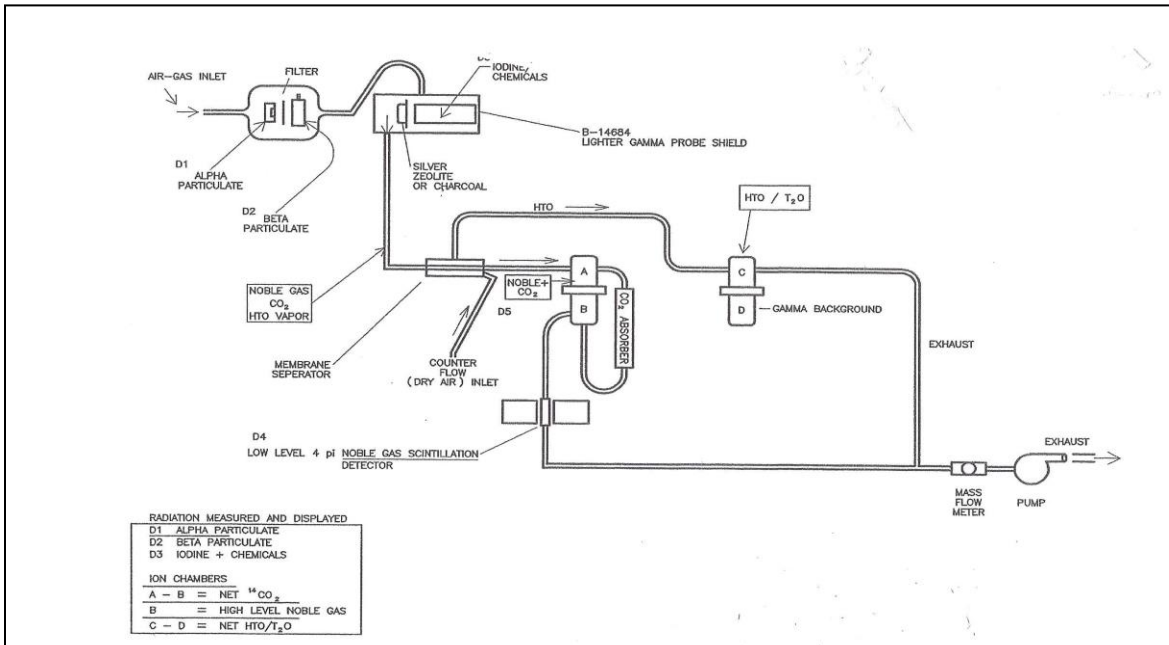 AIR-GAS INLET
FILTER
IODINE/
CHEMICALS
B-14684
LIGHTER GAMMA PROBE SHIELD
D1
ALPHA
PARTICULATE
D2
BETA
PARTICULATE
SILVER
ZEOLITE
OR CHARCOAL
HTO
HTO / T₂O
NOBLE GAS
CO₂
HTO VAPOR
A
NOBLE+
CO₂
D5
B
CO₂ ABSORBER
C
D
GAMMA BACKGROUND
MEMBRANE
SEPERATOR
COUNTER
FLOW
(DRY AIR) INLET
EXHAUST
D4
LOW LEVEL 4 pi NOBLE GAS SCINTILLATION
DETECTOR
EXHAUST
MASS
FLOW
METER
PUMP
RADIATION MEASURED AND DISPLAYED
D1 ALPHA PARTICULATE
D2 BETA PARTICULATE
D3 IODINE + CHEMICALS
ION CHAMBERS
A - B = NET ¹⁴CO₂
B = HIGH LEVEL NOBLE GAS
C - D = NET HTO/T₂O